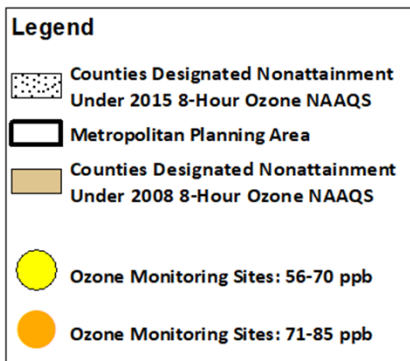 Legend
Counties Designated Nonattainment
Under 2015 8-Hour Ozone NAAQS
Metropolitan Planning Area
Counties Designated Nonattainment
Under 2008 8-Hour Ozone NAAQS
Ozone Monitoring Sites: 56-70 ppb
Ozone Monitoring Sites: 71-85 ppb